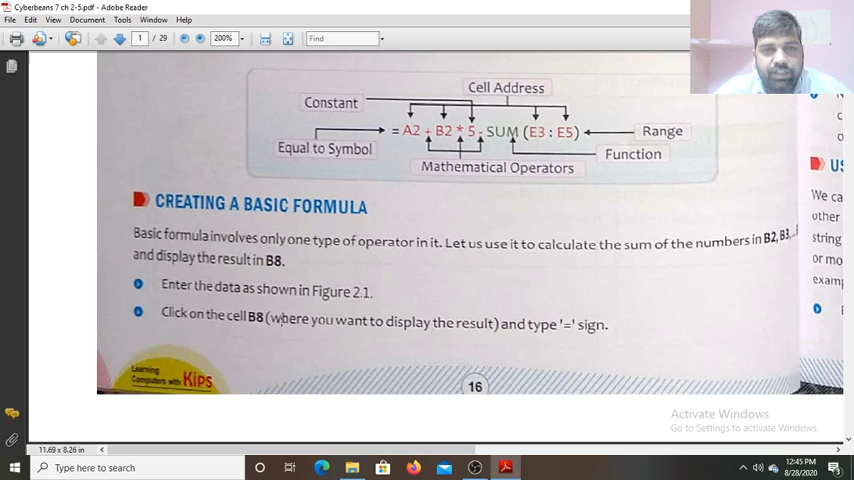 Cyberbeans 7 ch 2-5.pdf - Adobe Reader
File Edit View Document Tools Window Help
1 / 29 200% Find
Cell Address
Constant
= A2 + B2 * 5 - SUM (E3 : E5)
Range
Equal to Symbol
Function
Mathematical Operators
CREATING A BASIC FORMULA
Basic formula involves only one type of operator in it. Let us use it to calculate the sum of the numbers in B2, B3, ..
and display the result in B8.
Enter the data as shown in Figure 2.1.
Click on the cell B8 (where you want to display the result) and type '=' sign.
Learning
Computers with Kips
16
We ca
other
string
or mo
examp
Activate Windows
Go to Settings to activate Windows.
11.69 x 8.26 in
Type here to search
12:45 PM
8/28/2020
3